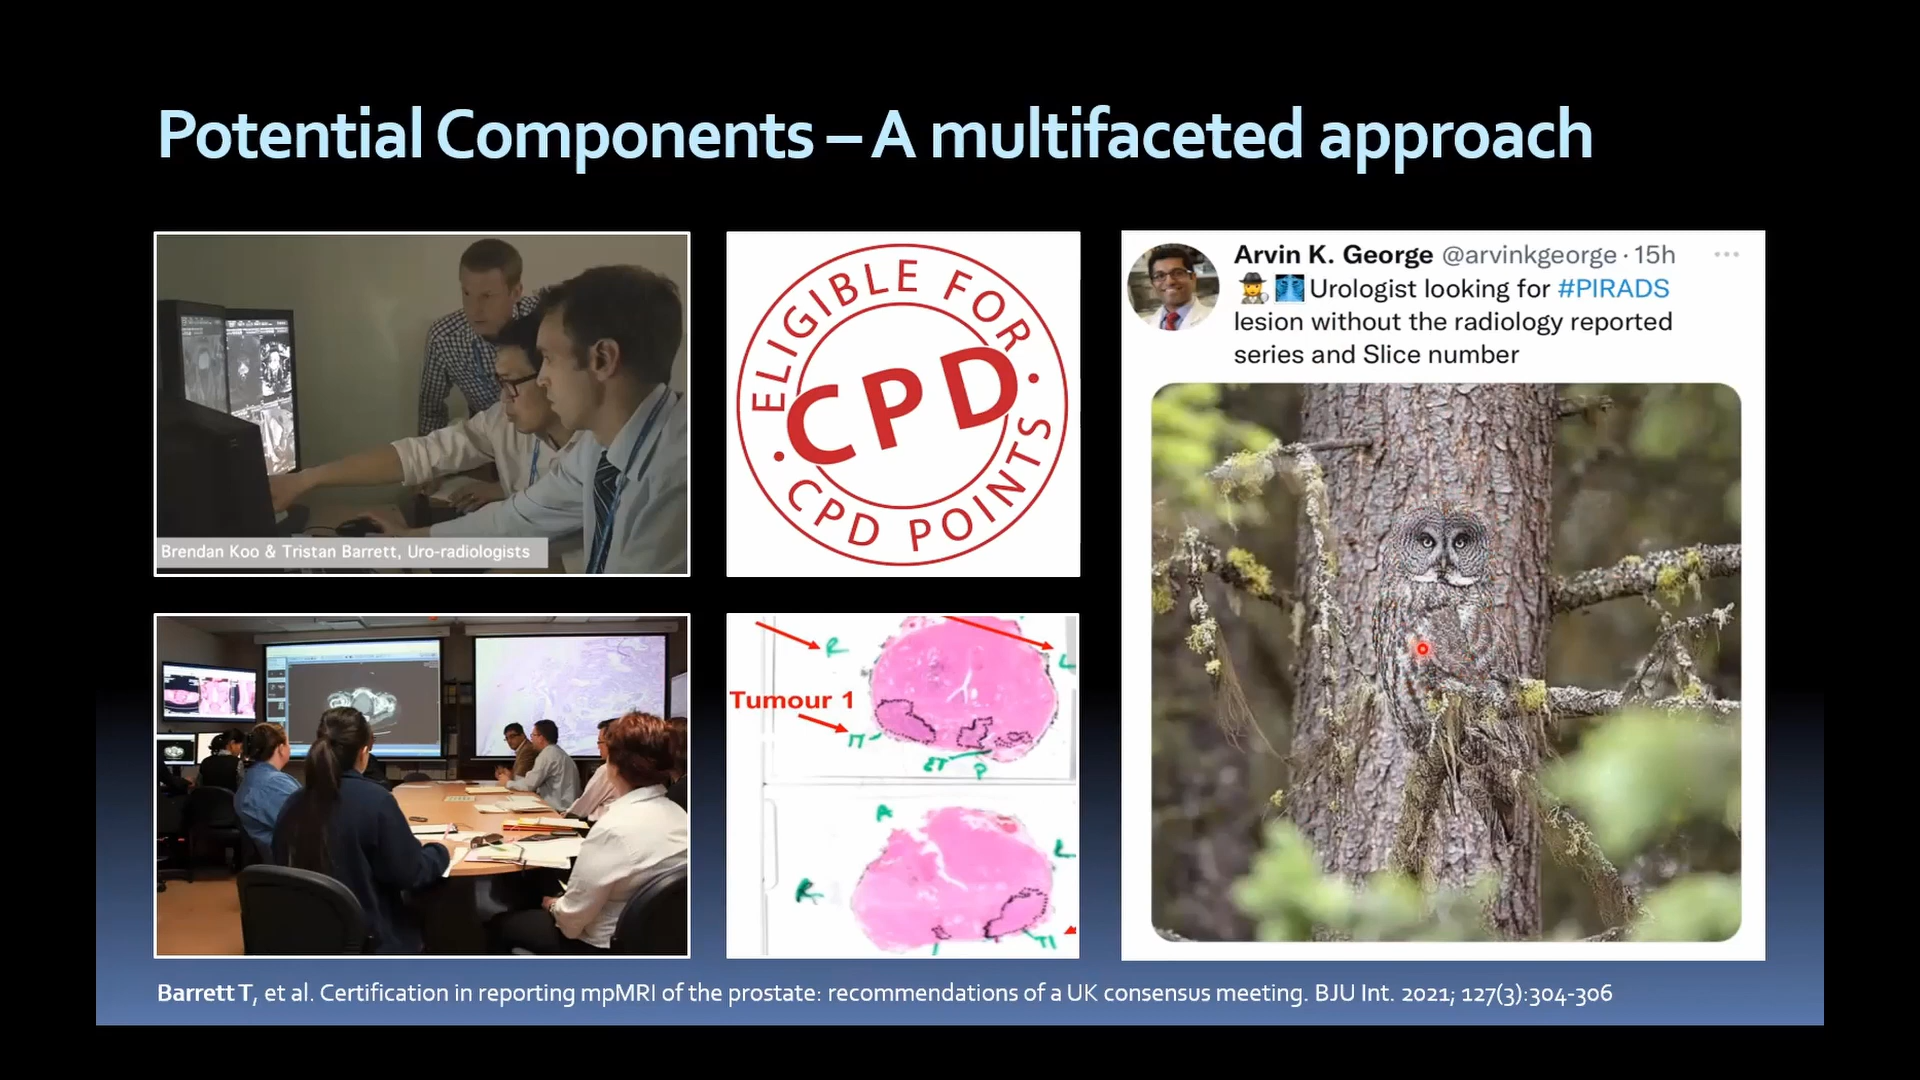 Potential Components – A multifaceted approach
Brendan Koo & Tristan Barrett, Uro-radiologists
ELIGIBLE FOR
CPD
CPD POINTS
Arvin K. George @arvinkgeorge · 15h
Urologist looking for #PIRADS
lesion without the radiology reported
series and Slice number
R
L
Tumour 1
P
A
R
L
Barrett T, et al. Certification in reporting mpMRI of the prostate: recommendations of a UK consensus meeting. BJU Int. 2021; 127(3):304-306